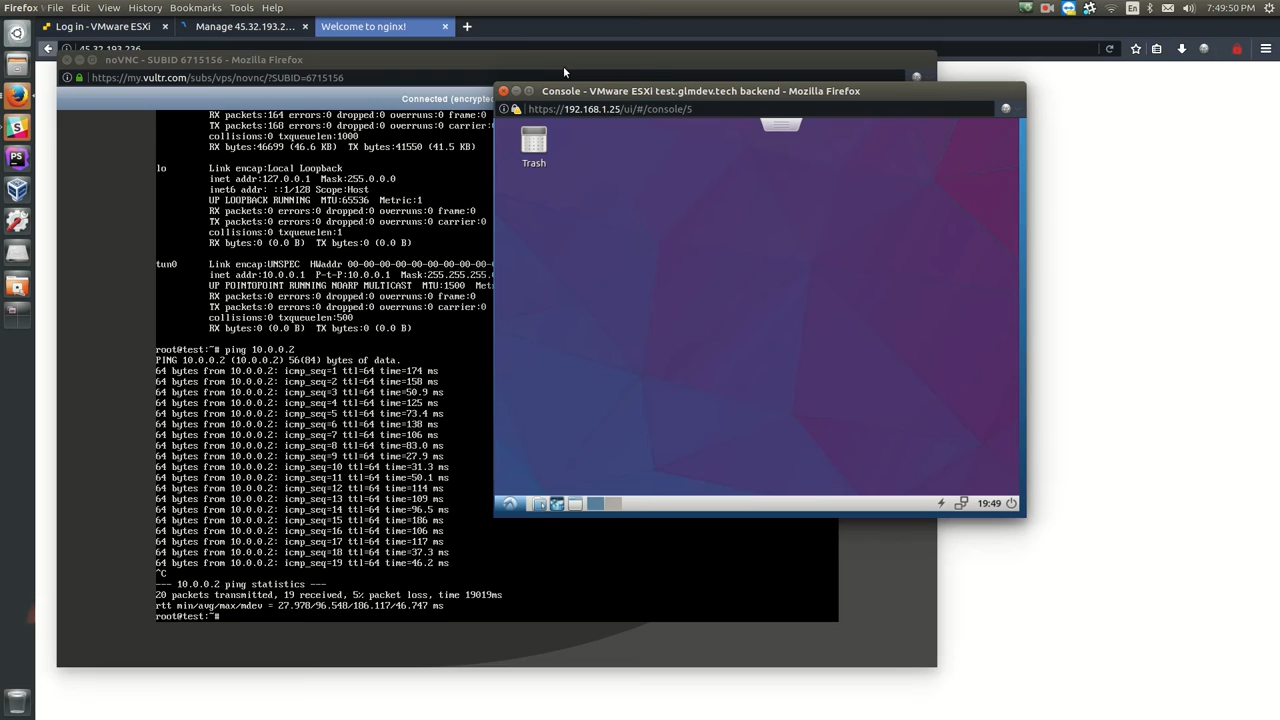 Firefox File Edit View History Bookmarks Tools Help
En 7:49:50 PM
Log in - VMware ESXi
Manage 45.32.193.2...
Welcome to nginx!
45.32.193.236
noVNC - SUBID 6715156 - Mozilla Firefox
https://my.vultr.com/subs/vps/novnc/?SUBID=6715156
Connected (encrypted
RX packets:164 errors:0 dropped:0 overruns:0 frame:0
TX packets:168 errors:0 dropped:0 overruns:0 carrier:0
collisions:0 txqueuelen:1000
RX bytes:46699 (46.6 KB) TX bytes:41550 (41.5 KB)
lo Link encap:Local Loopback
inet addr:127.0.0.1 Mask:255.0.0.0
inet6 addr: ::1/128 Scope:Host
UP LOOPBACK RUNNING MTU:65536 Metric:1
RX packets:0 errors:0 dropped:0 overruns:0 frame:0
TX packets:0 errors:0 dropped:0 overruns:0 carrier:0
collisions:0 txqueuelen:1
RX bytes:0 (0.0 B) TX bytes:0 (0.0 B)
tun0 Link encap:UNSPEC HWaddr 00-00-00-00-00-00-0
inet addr:10.0.0.1 P-t-P:10.0.0.1 Mask:255.255.255.
UP POINTOPOINT RUNNING NOARP MULTICAST MTU:1500 Met
RX packets:0 errors:0 dropped:0 overruns:0 frame:0
TX packets:0 errors:0 dropped:0 overruns:0 carrier:0
collisions:0 txqueuelen:500
RX bytes:0 (0.0 B) TX bytes:0 (0.0 B)
root@test:~# ping 10.0.0.2
PING 10.0.0.2 (10.0.0.2) 56(84) bytes of data.
64 bytes from 10.0.0.2: icmp_seq=1 ttl=64 time=174 ms
64 bytes from 10.0.0.2: icmp_seq=2 ttl=64 time=158 ms
64 bytes from 10.0.0.2: icmp_seq=3 ttl=64 time=50.9 ms
64 bytes from 10.0.0.2: icmp_seq=4 ttl=64 time=125 ms
64 bytes from 10.0.0.2: icmp_seq=5 ttl=64 time=73.4 ms
64 bytes from 10.0.0.2: icmp_seq=6 ttl=64 time=138 ms
64 bytes from 10.0.0.2: icmp_seq=7 ttl=64 time=106 ms
64 bytes from 10.0.0.2: icmp_seq=8 ttl=64 time=83.0 ms
64 bytes from 10.0.0.2: icmp_seq=9 ttl=64 time=27.9 ms
64 bytes from 10.0.0.2: icmp_seq=10 ttl=64 time=31.3 ms
64 bytes from 10.0.0.2: icmp_seq=11 ttl=64 time=50.1 ms
64 bytes from 10.0.0.2: icmp_seq=12 ttl=64 time=114 ms
64 bytes from 10.0.0.2: icmp_seq=13 ttl=64 time=109 ms
64 bytes from 10.0.0.2: icmp_seq=14 ttl=64 time=96.5 ms
64 bytes from 10.0.0.2: icmp_seq=15 ttl=64 time=186 ms
64 bytes from 10.0.0.2: icmp_seq=16 ttl=64 time=106 ms
64 bytes from 10.0.0.2: icmp_seq=17 ttl=64 time=117 ms
64 bytes from 10.0.0.2: icmp_seq=18 ttl=64 time=37.3 ms
64 bytes from 10.0.0.2: icmp_seq=19 ttl=64 time=46.2 ms
^C
--- 10.0.0.2 ping statistics ---
20 packets transmitted, 19 received, 5% packet loss, time 19019ms
rtt min/avg/max/mdev = 27.978/96.548/186.117/46.747 ms
root@test:~#
Console - VMware ESXi test.glmdev.tech backend - Mozilla Firefox
https://192.168.1.25/ui/#/console/5
Trash
19:49
PS